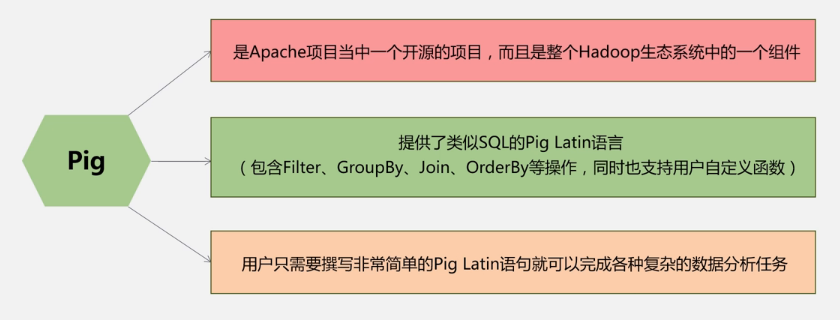 Pig
是Apache项目当中一个开源的项目，而且是整个Hadoop生态系统中的一个组件
提供了类似SQL的Pig Latin语言
（包含Filter、GroupBy、Join、OrderBy等操作，同时也支持用户自定义函数）
用户只需要撰写非常简单的Pig Latin语句就可以完成各种复杂的数据分析任务